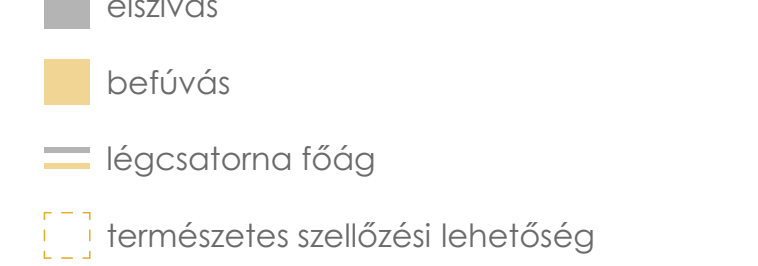 elszívás
befúvás
légcsatorna főág
természetes szellőzési lehetőség